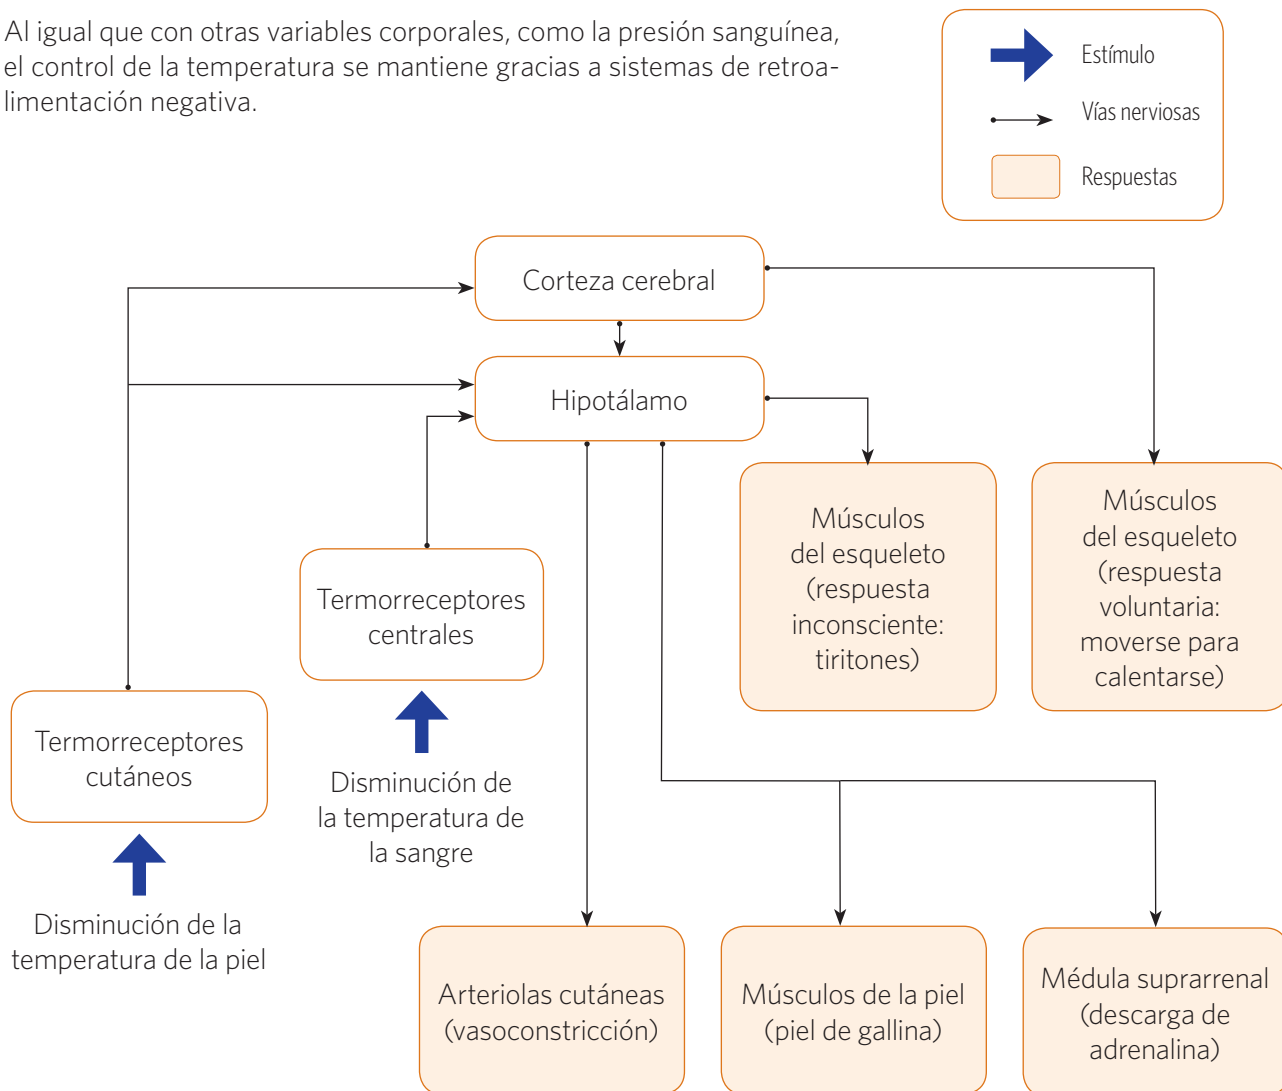 Al igual que con otras variables corporales, como la presión sanguínea,
el control de la temperatura se mantiene gracias a sistemas de retroa-
limentación negativa.
Estímulo
Vías nerviosas
Respuestas
Corteza cerebral
Hipotálamo
Termorreceptores
centrales
Músculos
del esqueleto
(respuesta
inconsciente:
tiritones)
Músculos
del esqueleto
(respuesta
voluntaria:
moverse para
calentarse)
Termorreceptores
cutáneos
Disminución de
la temperatura de
la sangre
Disminución de la
temperatura de la piel
Arteriolas cutáneas
(vasoconstricción)
Músculos de la piel
(piel de gallina)
Médula suprarrenal
(descarga de
adrenalina)